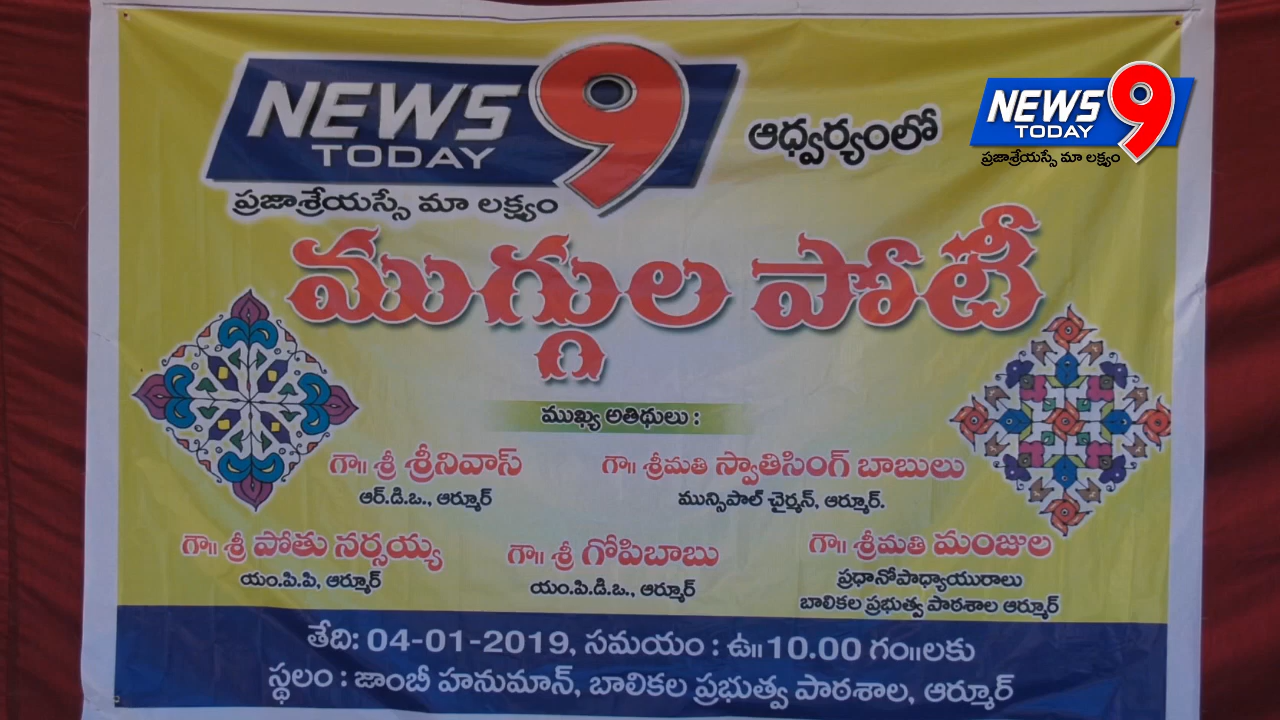 NEWS 9
TODAY
ఆధ్వర్యంలో
ప్రజాశ్రేయస్సే మా లక్ష్యం
NEWS 9
TODAY
ప్రజాశ్రేయస్సే మా లక్ష్యం
ముగ్గుల పోటీ
ముఖ్య అతిథులు :
గౌ॥ శ్రీ శ్రీనివాస్
ఆర్.డి.ఒ., ఆర్మూర్
గౌ॥ శ్రీమతి స్వాతిసింగ్ బాబులు
మున్సిపాల్ చైర్మన్, ఆర్మూర్.
గౌ॥ శ్రీ పోతు నర్సయ్య
యం.పి.పి, ఆర్మూర్
గౌ॥ శ్రీ గోపిబాబు
యం.పి.డి.ఒ., ఆర్మూర్
గౌ॥ శ్రీమతి మంజుల
ప్రధానోపాధ్యాయురాలు
బాలికల ప్రభుత్వ పాఠశాల ఆర్మూర్
తేది: 04-01-2019, సమయం : ఉ॥ 10.00 గం॥లకు
స్థలం : జాంబీ హనుమాన్, బాలికల ప్రభుత్వ పాఠశాల, ఆర్మూర్